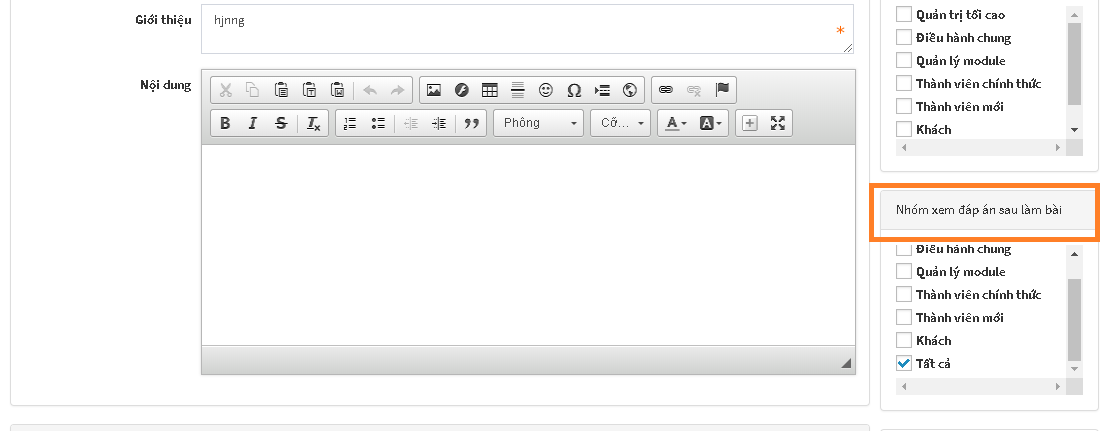 Giới thiệu
hjnng
*
Nội dung
B I S Ix
Phông
Cỡ...
A
A
Quản trị tối cao
Điều hành chung
Quản lý module
Thành viên chính thức
Thành viên mới
Khách
Nhóm xem đáp án sau làm bài
Điều hành chung
Quản lý module
Thành viên chính thức
Thành viên mới
Khách
Tất cả